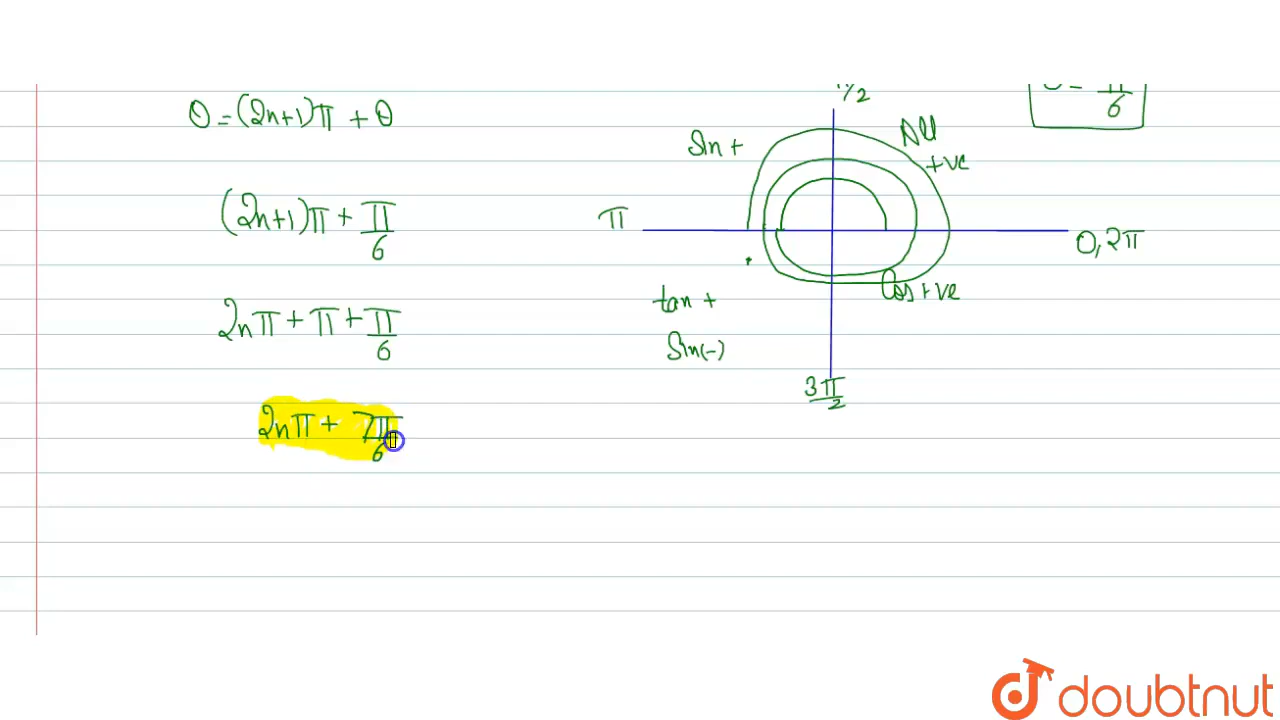 θ = (2n+1)π + θ
(2n+1)π + π/6
2nπ + π + π/6
2nπ + 7π/6
π/2
Sin +
All
+ve
π
0, 2π
tan +
Cos +ve
Sin(-)
3π/2
θ = π/6
doubtnut